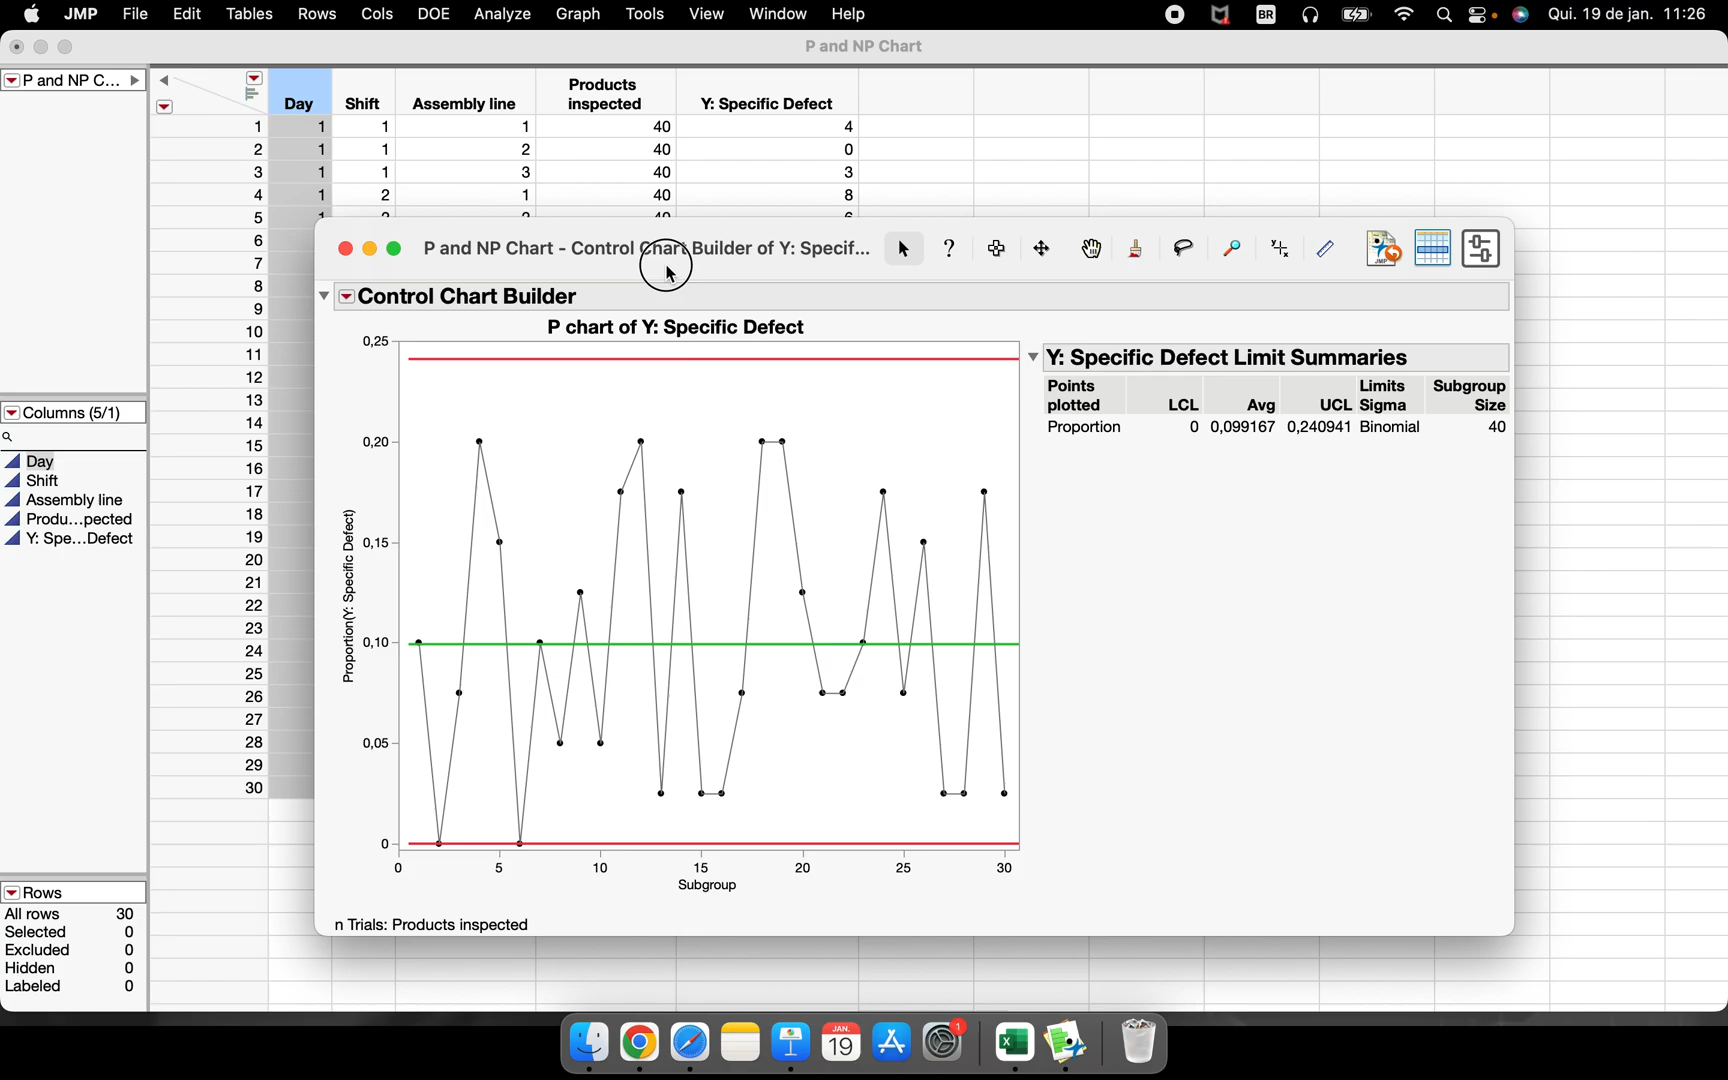 JMP File Edit Tables Rows Cols DOE Analyze Graph Tools View Window Help BR Qui. 19 de jan. 11:26
P and NP Chart
P and NP C...
Day Shift Assembly line Products inspected Y: Specific Defect
1 1 1 1 40 4
2 1 1 2 40 0
3 1 1 3 40 3
4 1 2 1 40 8
5
6
7
8
9
10
11
12
13
14
15
16
17
18
19
20
21
22
23
24
25
26
27
28
29
30
Columns (5/1)
Day
Shift
Assembly line
Produ...pected
Y: Spe...Defect
Rows
All rows 30
Selected 0
Excluded 0
Hidden 0
Labeled 0
P and NP Chart - Control Chart Builder of Y: Specif...
JMP
Control Chart Builder
P chart of Y: Specific Defect
Proportion(Y: Specific Defect)
0,25
0,20
0,15
0,10
0,05
0
0 5 10 15 20 25 30
Subgroup
n Trials: Products inspected
Y: Specific Defect Limit Summaries
Points plotted LCL Avg UCL Limits Sigma Subgroup Size
Proportion 0 0,099167 0,240941 Binomial 40
JAN.
19
1